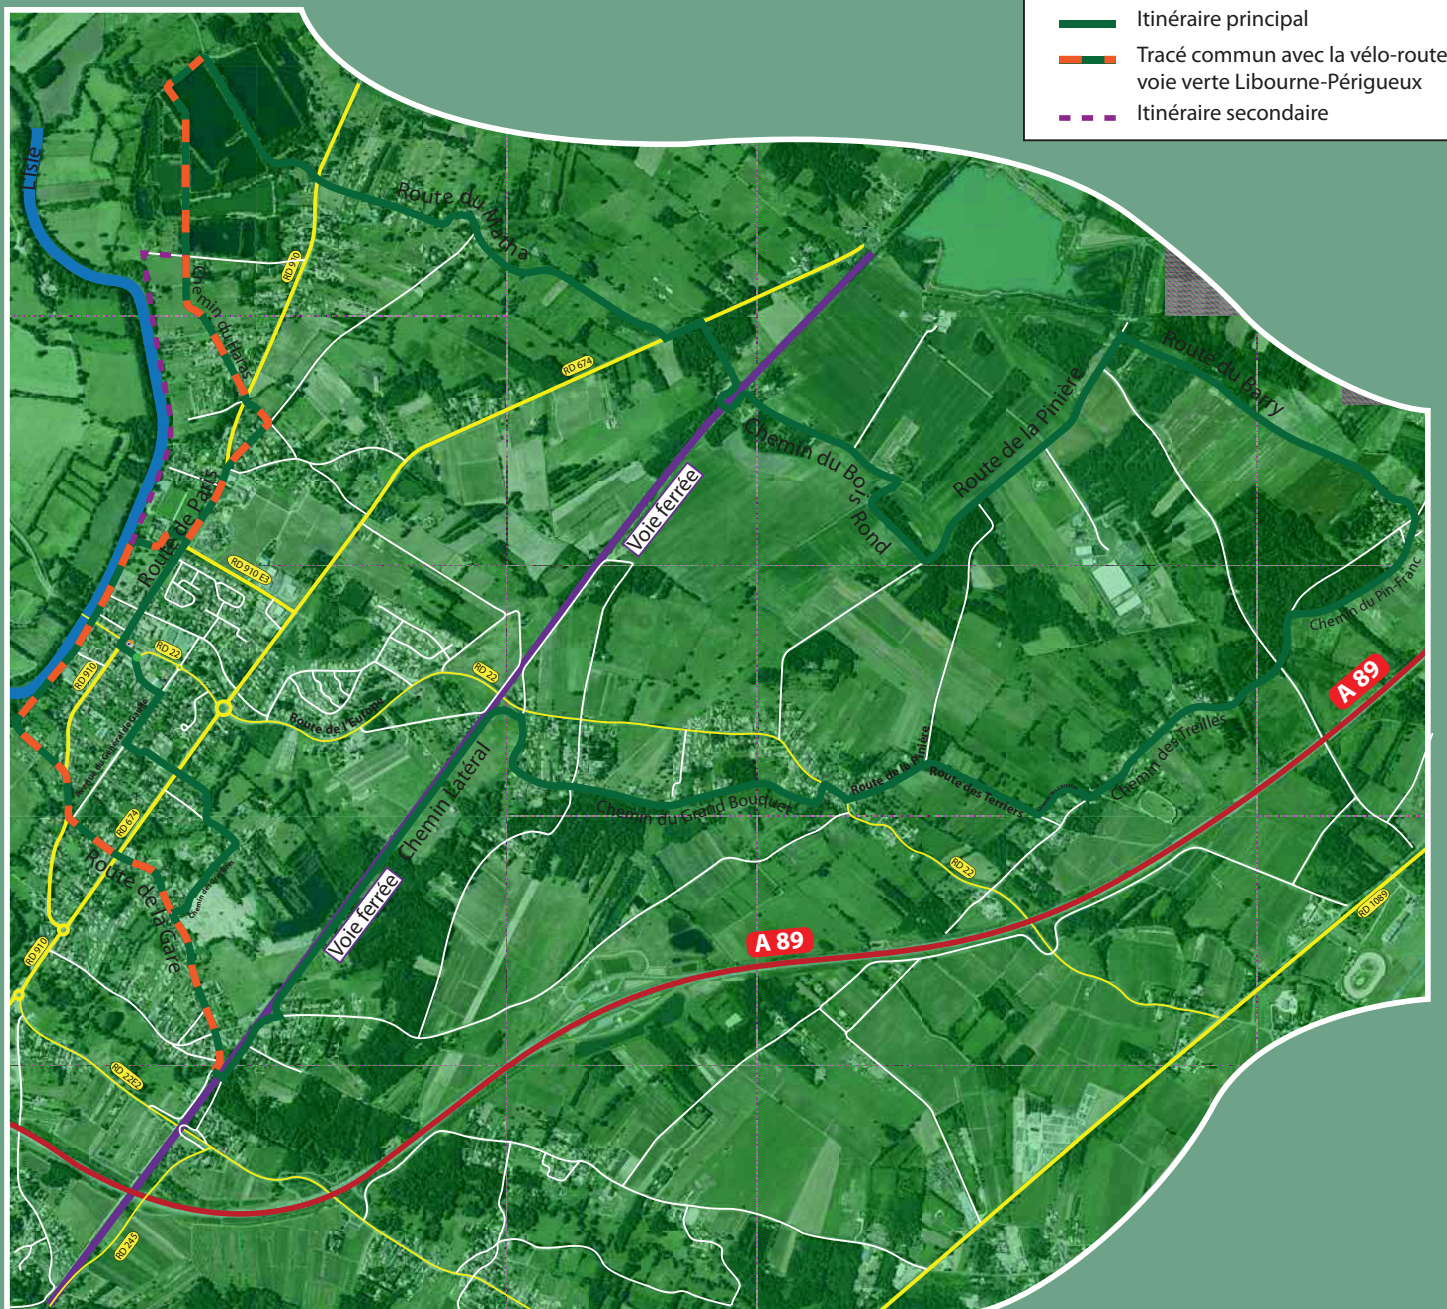 Itinéraire principal
Tracé commun avec la vélo-route
voie verte Libourne-Périgueux
Itinéraire secondaire
L'Isle
Route du Maina
RD 910
Chemin du Haras
RD 674
Route du Barry
Route de la Pinière
Chemin du Bois Rond
Voie ferrée
Route de Paris
RD 910 E3
Chemin du Pin-Franc
RD 22
RD 22
RD 910
A 89
Route de l'Europe
Chemin des Treilles
Route de la Pinière
Route des Terriers
Chemin Latéral
Chemin du Grand Bouquet
RD 674
Route de la Gare
RD 22
RD 1089
Voie ferrée
A 89
RD 910
RD 22E2
RD 245